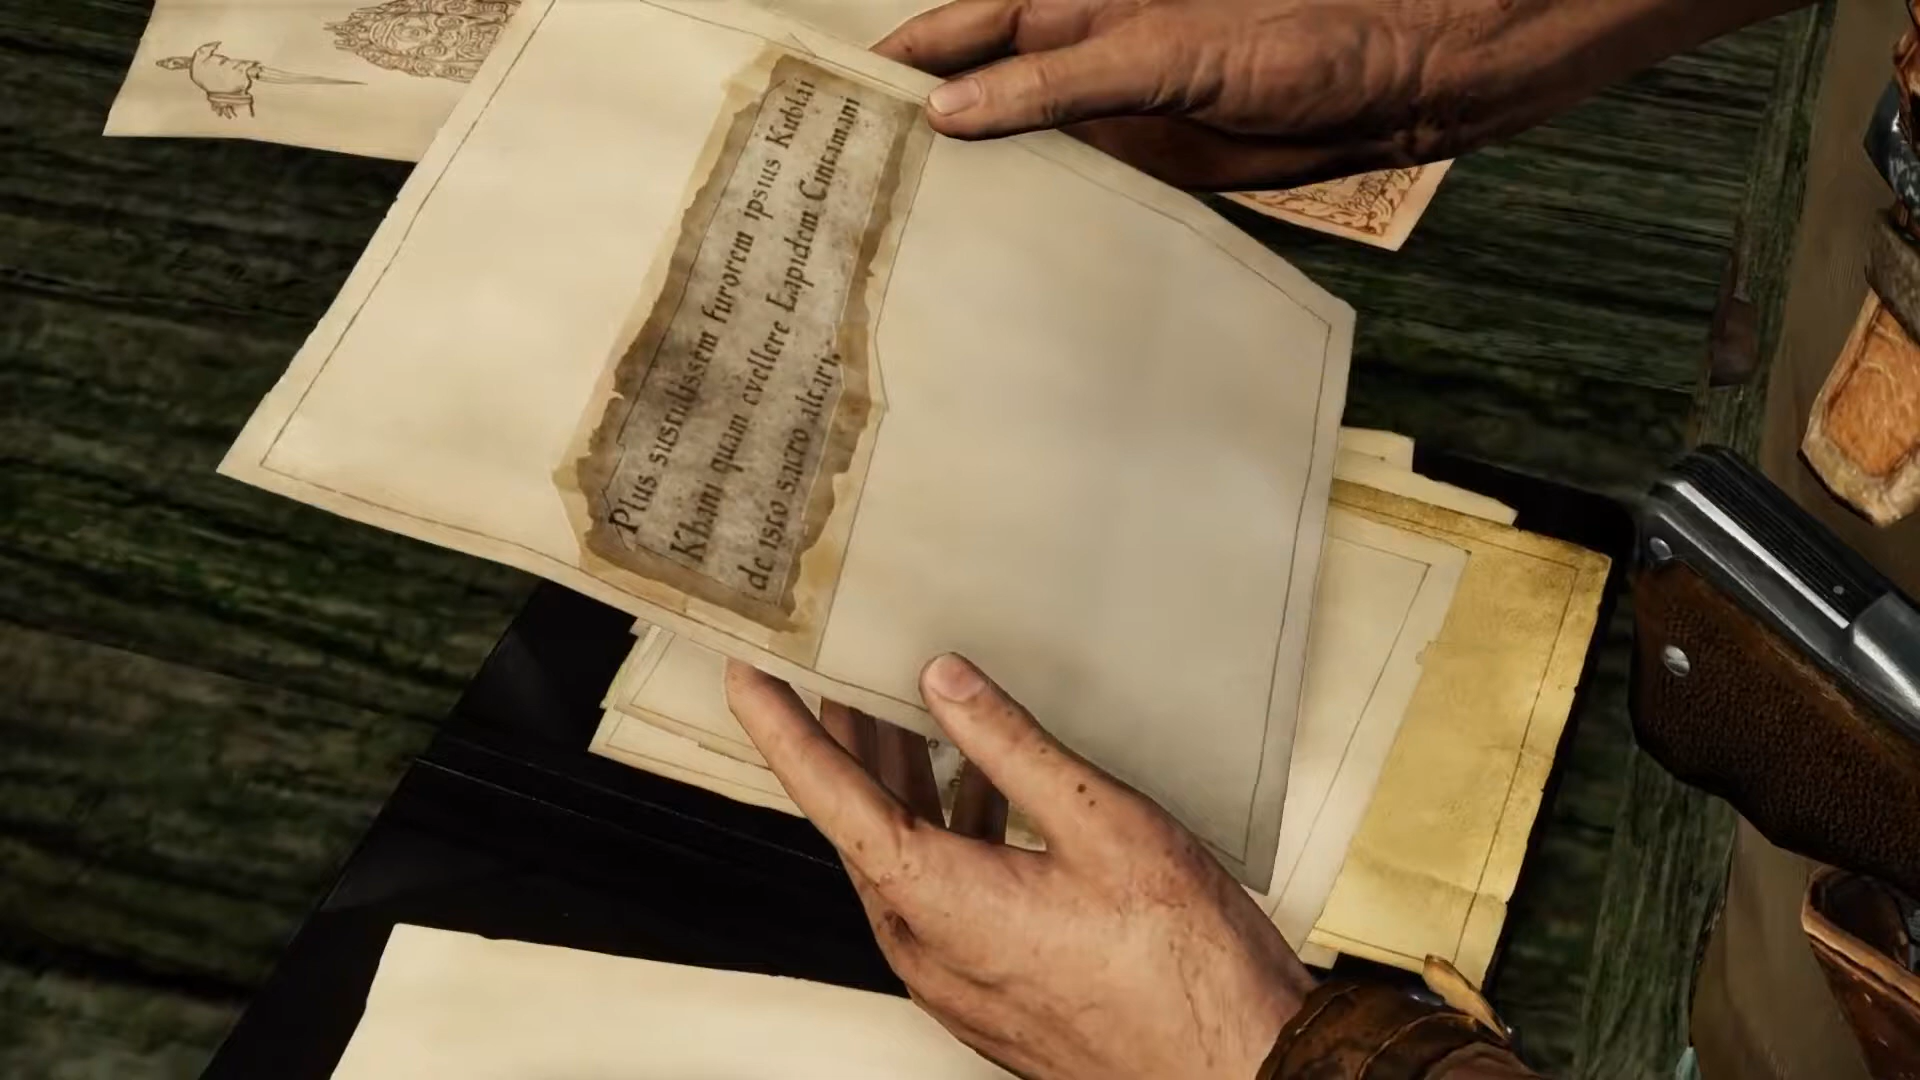 Plus sustulissem furorem ipsius Kublai
Khani quam evellere Lapidem Cintamani
de isto sacro altari.